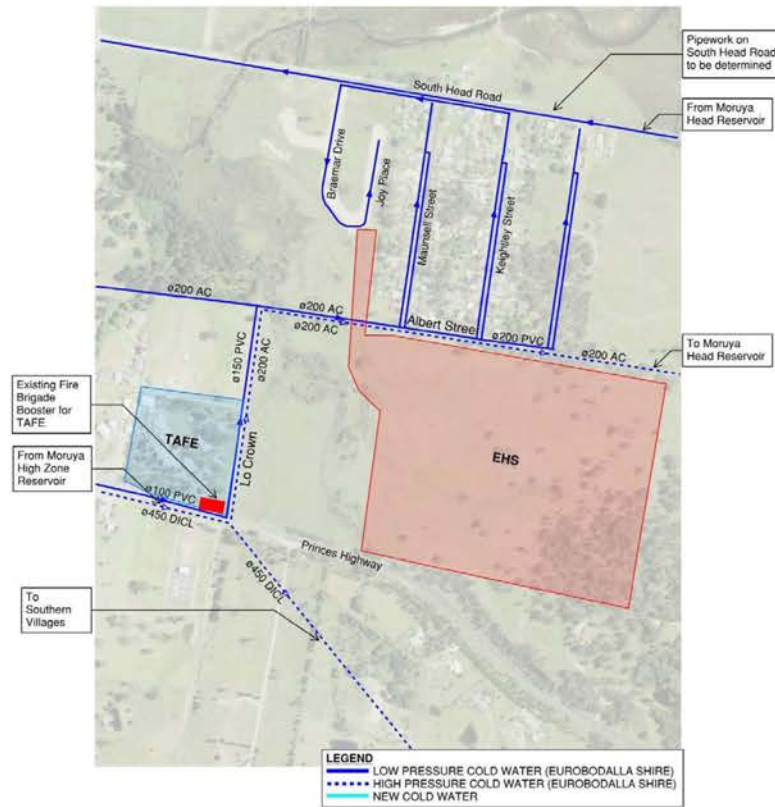 Pipework on
South Head Road
to be determined
South Head Road
From Moruya
Head Reservoir
Braemar Drive
Joy Place
Maunsell Street
Keightley Street
ø200 AC
ø200 AC
ø200 AC
Albert Street
ø200 PVC
ø200 AC
To Moruya
Head Reservoir
ø150 PVC
ø200 AC
Existing Fire
Brigade
Booster for
TAFE
TAFE
Lo Crown
EHS
From Moruya
High Zone
Reservoir
ø100 PVC
ø450 DICL
Princes Highway
ø450 DICL
To
Southern
Villages
LEGEND
LOW PRESSURE COLD WATER (EUROBODALLA SHIRE)
HIGH PRESSURE COLD WATER (EUROBODALLA SHIRE)
NEW COLD WATER